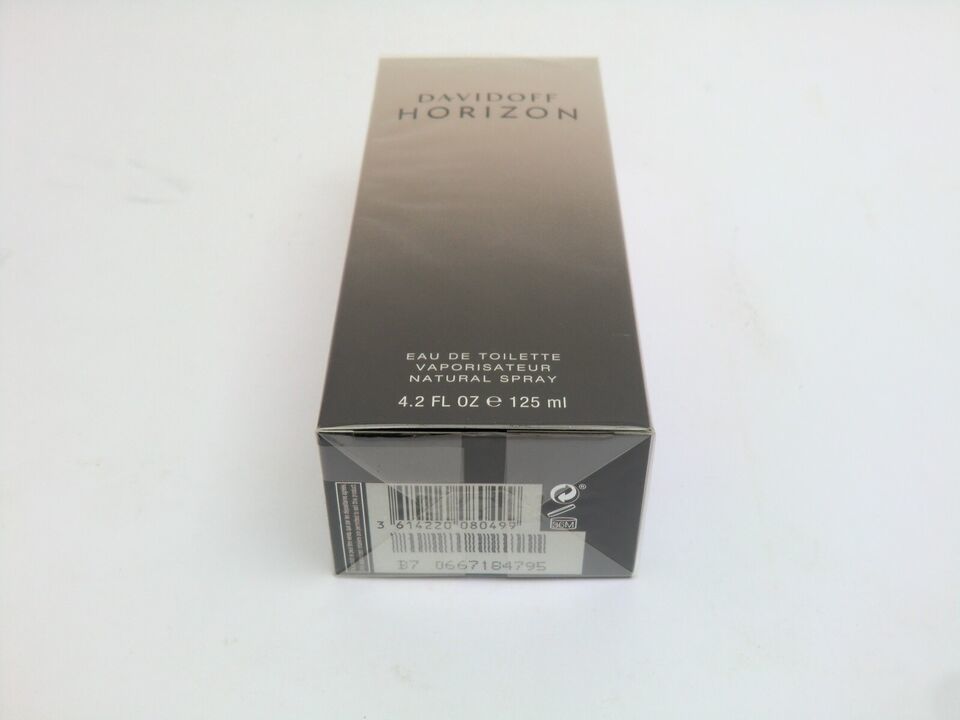 DAVIDOFF
HORIZON
EAU DE TOILETTE
VAPORISATEUR
NATURAL SPRAY
4.2 FL OZ ℮ 125 ml
®
36M
3 614220 080499
B7 0667184795